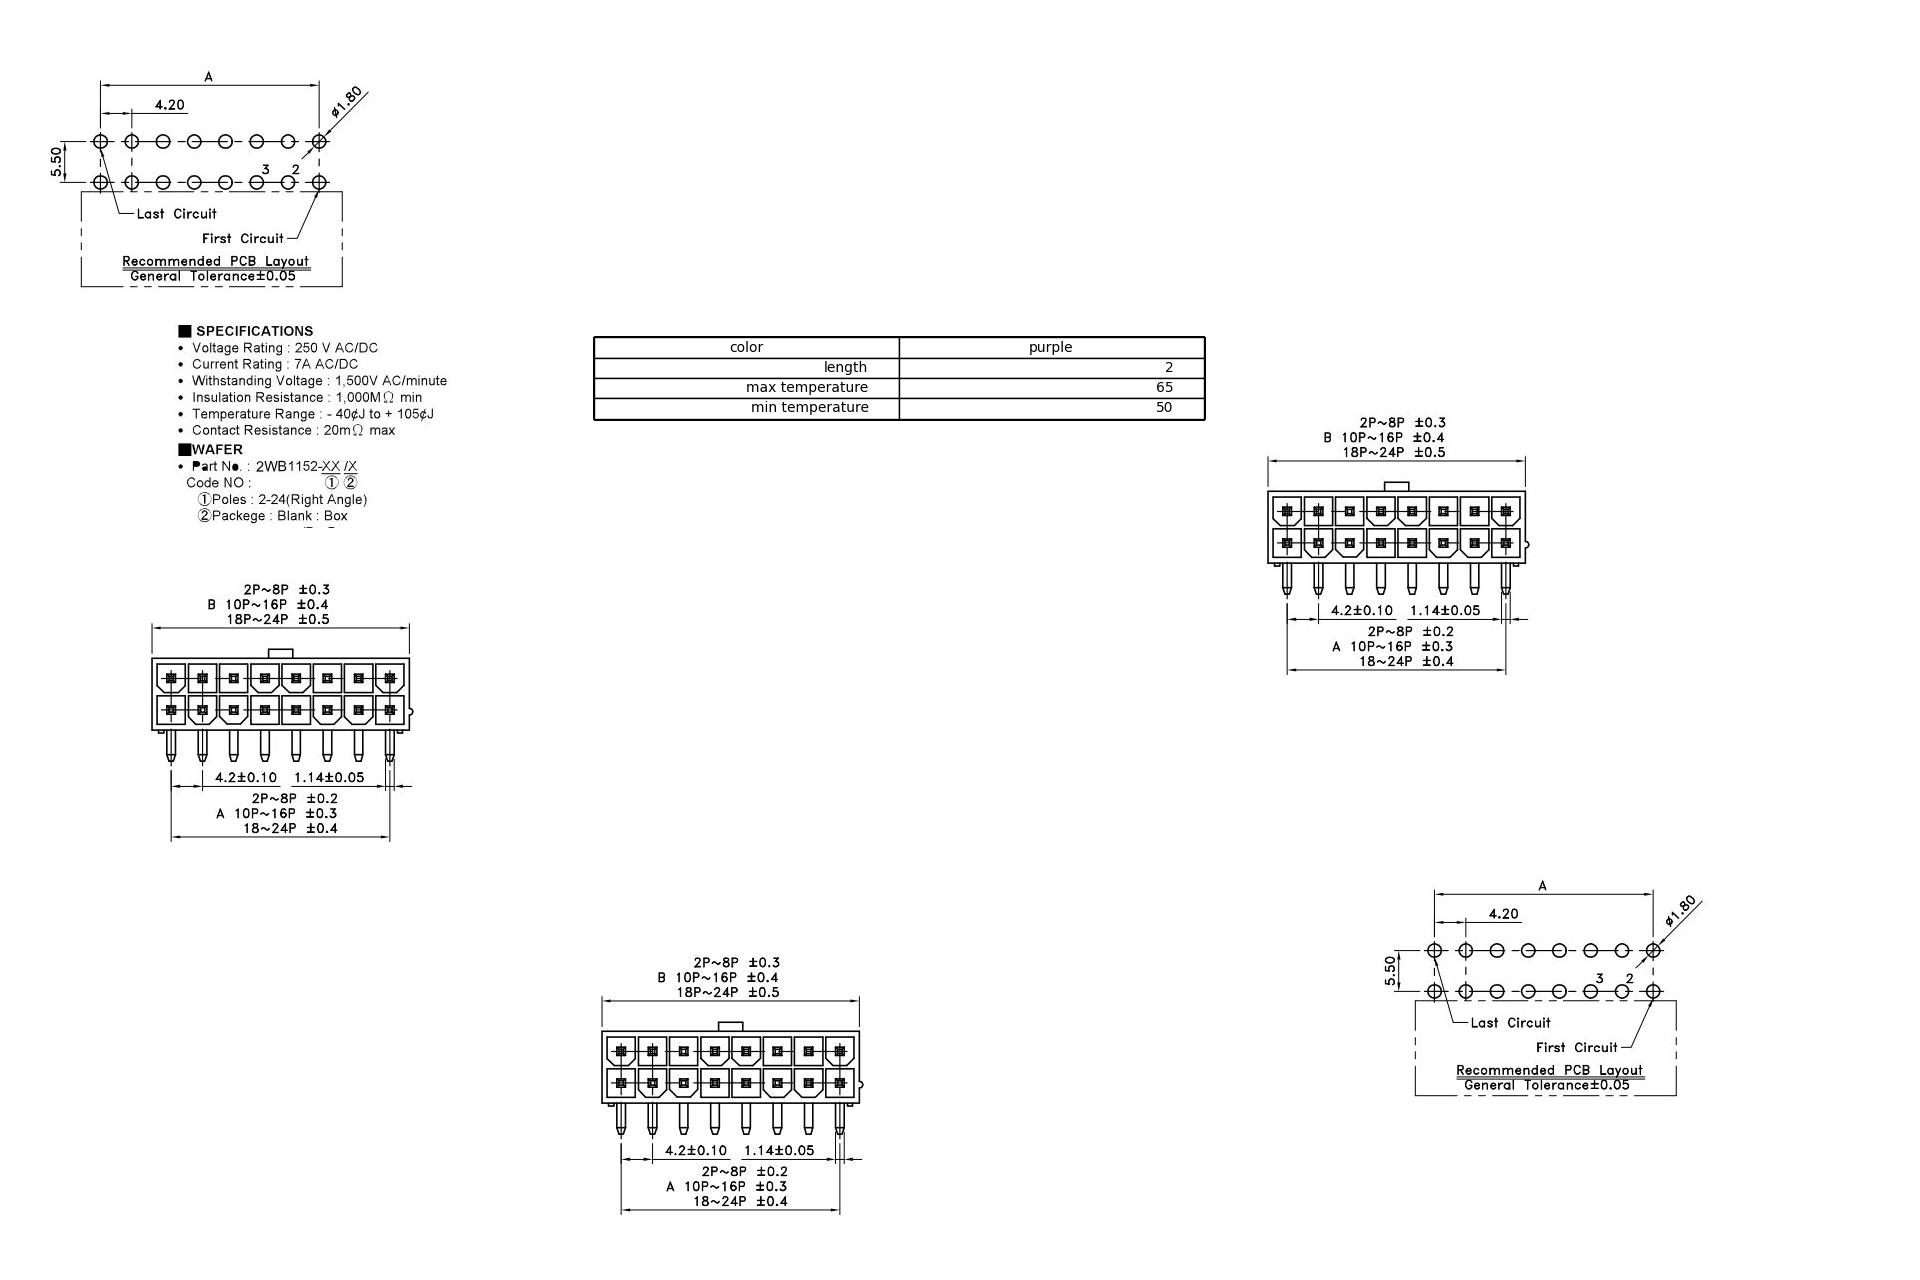 A
4.20
ø1.80
5.50
3 2
Last Circuit
First Circuit
Recommended PCB Layout
General Tolerance±0.05
■ SPECIFICATIONS
• Voltage Rating : 250 V AC/DC
• Current Rating : 7A AC/DC
• Withstanding Voltage : 1,500V AC/minute
• Insulation Resistance : 1,000MΩ min
• Temperature Range : - 40¢J to + 105¢J
• Contact Resistance : 20mΩ max
■WAFER
• Part No. : 2WB1152-XX /X
Code NO : ① ②
①Poles : 2-24(Right Angle)
②Packege : Blank : Box
color purple
length 2
max temperature 65
min temperature 50
2P~8P ±0.3
B 10P~16P ±0.4
18P~24P ±0.5
4.2±0.10 1.14±0.05
2P~8P ±0.2
A 10P~16P ±0.3
18~24P ±0.4
2P~8P ±0.3
B 10P~16P ±0.4
18P~24P ±0.5
4.2±0.10 1.14±0.05
2P~8P ±0.2
A 10P~16P ±0.3
18~24P ±0.4
2P~8P ±0.3
B 10P~16P ±0.4
18P~24P ±0.5
4.2±0.10 1.14±0.05
2P~8P ±0.2
A 10P~16P ±0.3
18~24P ±0.4
A
4.20
ø1.80
5.50
3 2
Last Circuit
First Circuit
Recommended PCB Layout
General Tolerance±0.05